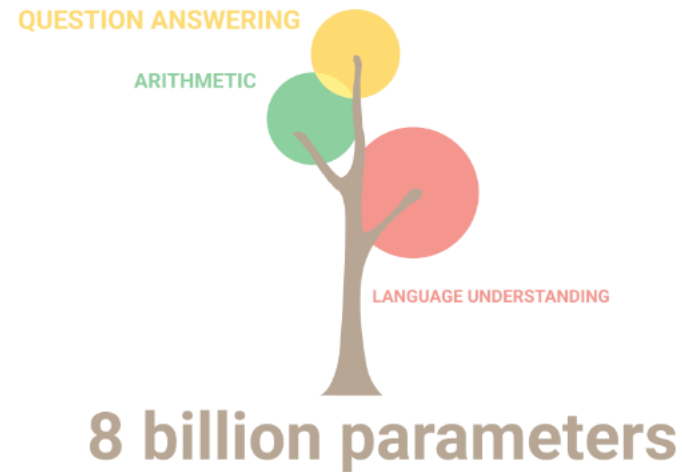 QUESTION ANSWERING
ARITHMETIC
LANGUAGE UNDERSTANDING
8 billion parameters